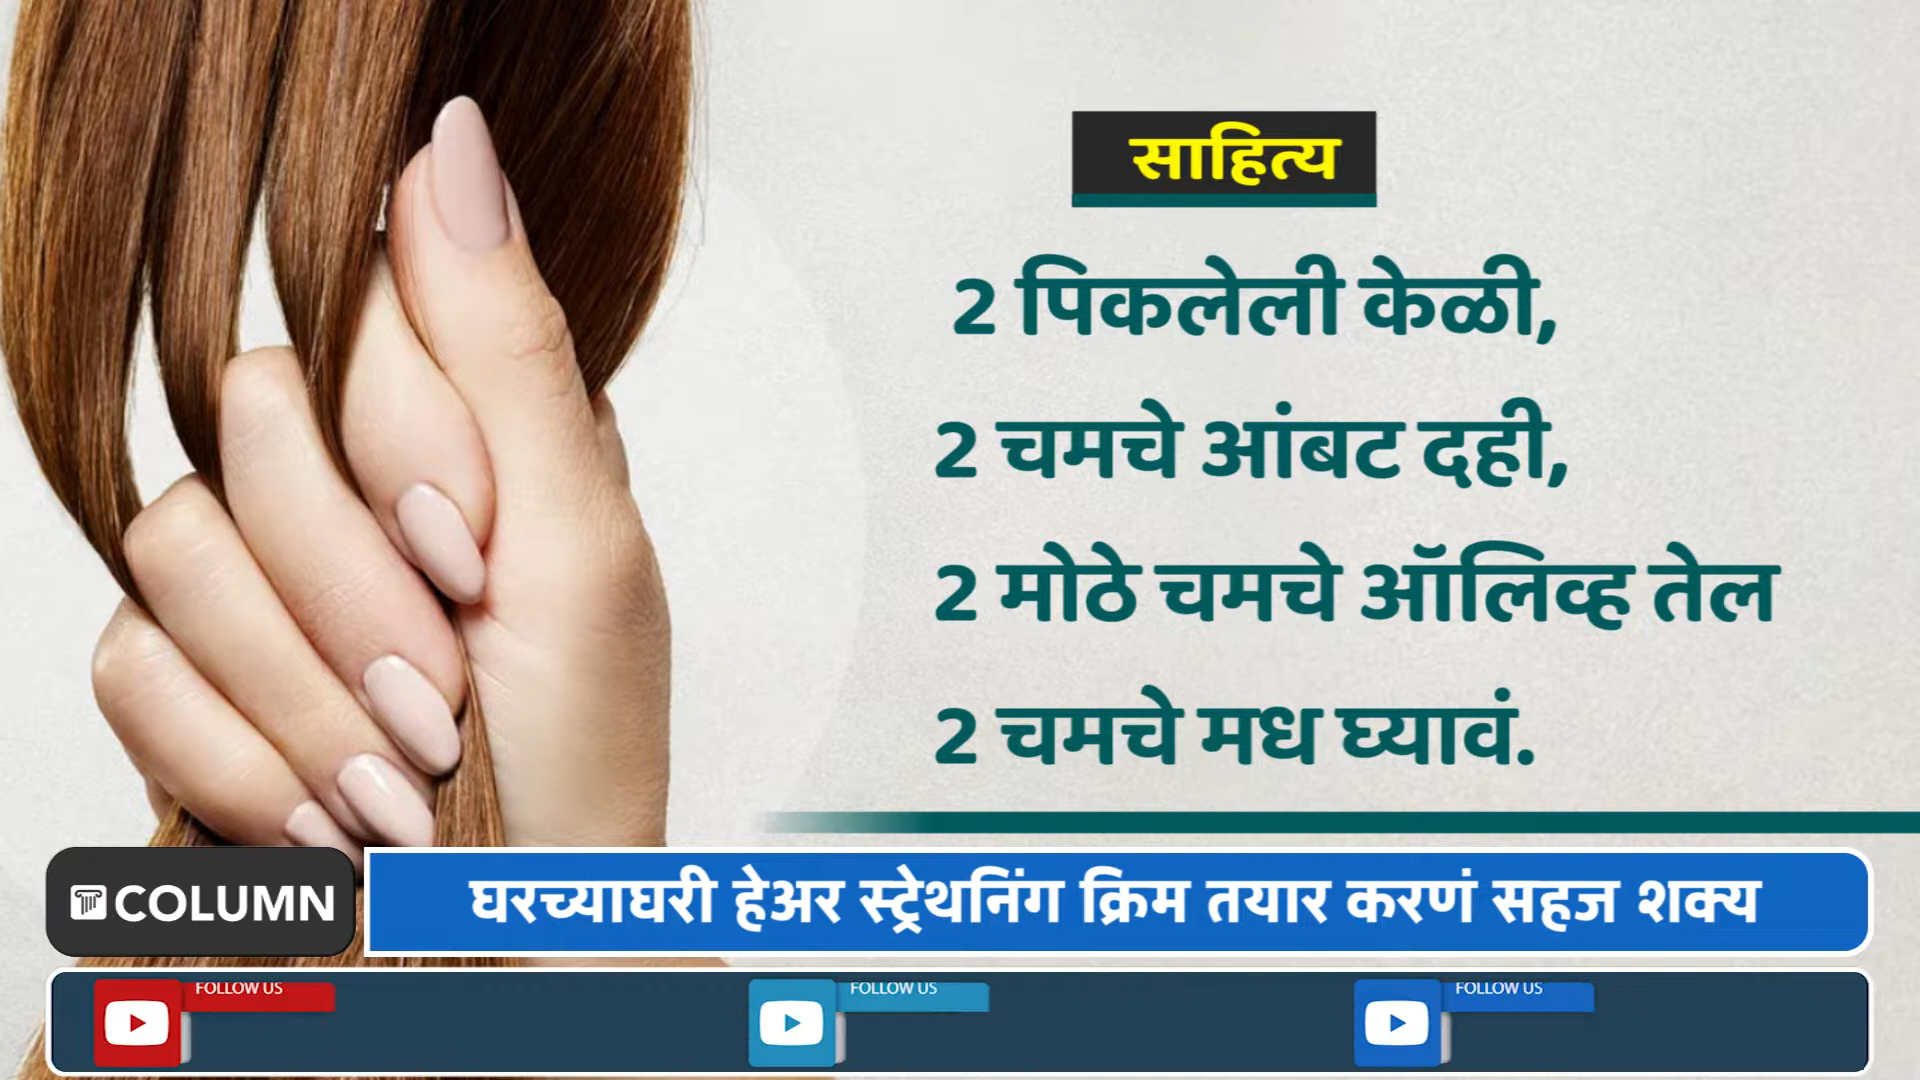 साहित्य
2 पिकलेली केळी,
2 चमचे आंबट दही,
2 मोठे चमचे ऑलिव्ह तेल
2 चमचे मध घ्यावं.
COLUMN
घरच्याघरी हेअर स्ट्रेथनिंग क्रिम तयार करणं सहज शक्य
FOLLOW US
FOLLOW US
FOLLOW US